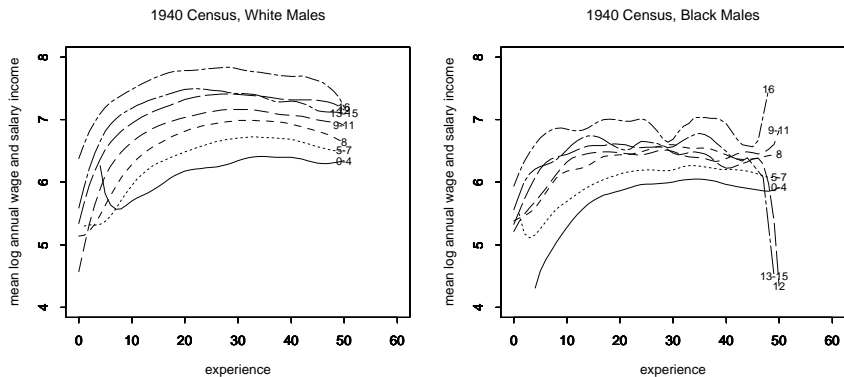 1940 Census, White Males
mean log annual wage and salary income
8
7
6
5
4
16
13-15
9-11
8
5-7
0-4
0 10 20 30 40 50 60
experience
1940 Census, Black Males
mean log annual wage and salary income
8
7
6
5
4
16
9-11
8
5-7
0-4
13-15
12
0 10 20 30 40 50 60
experience